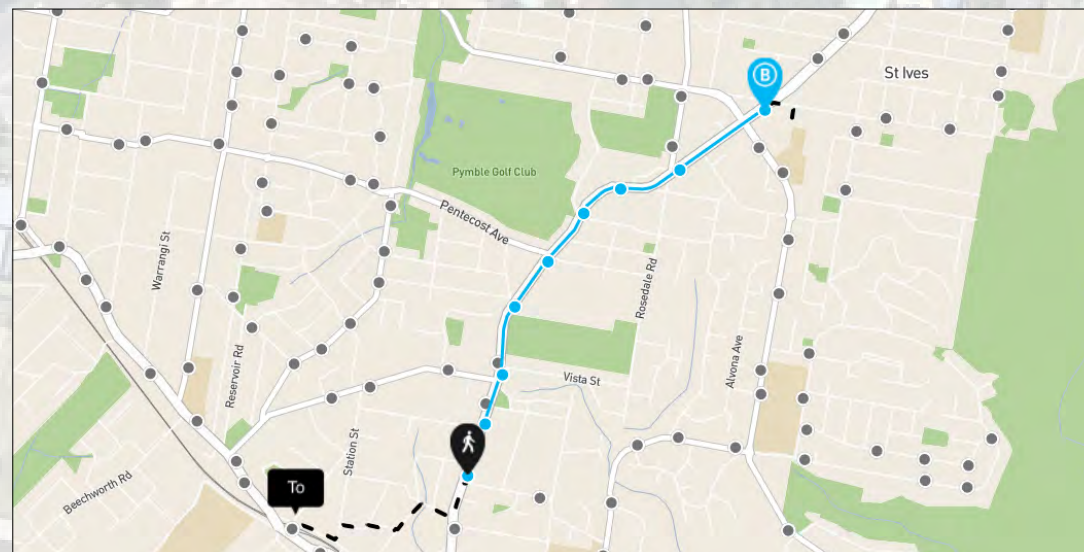 B
St Ives
Pymble Golf Club
Pentecost Ave
Warrangi St
Rosedale Rd
Reservoir Rd
Alvona Ave
Vista St
Station St
To
Beechworth Rd